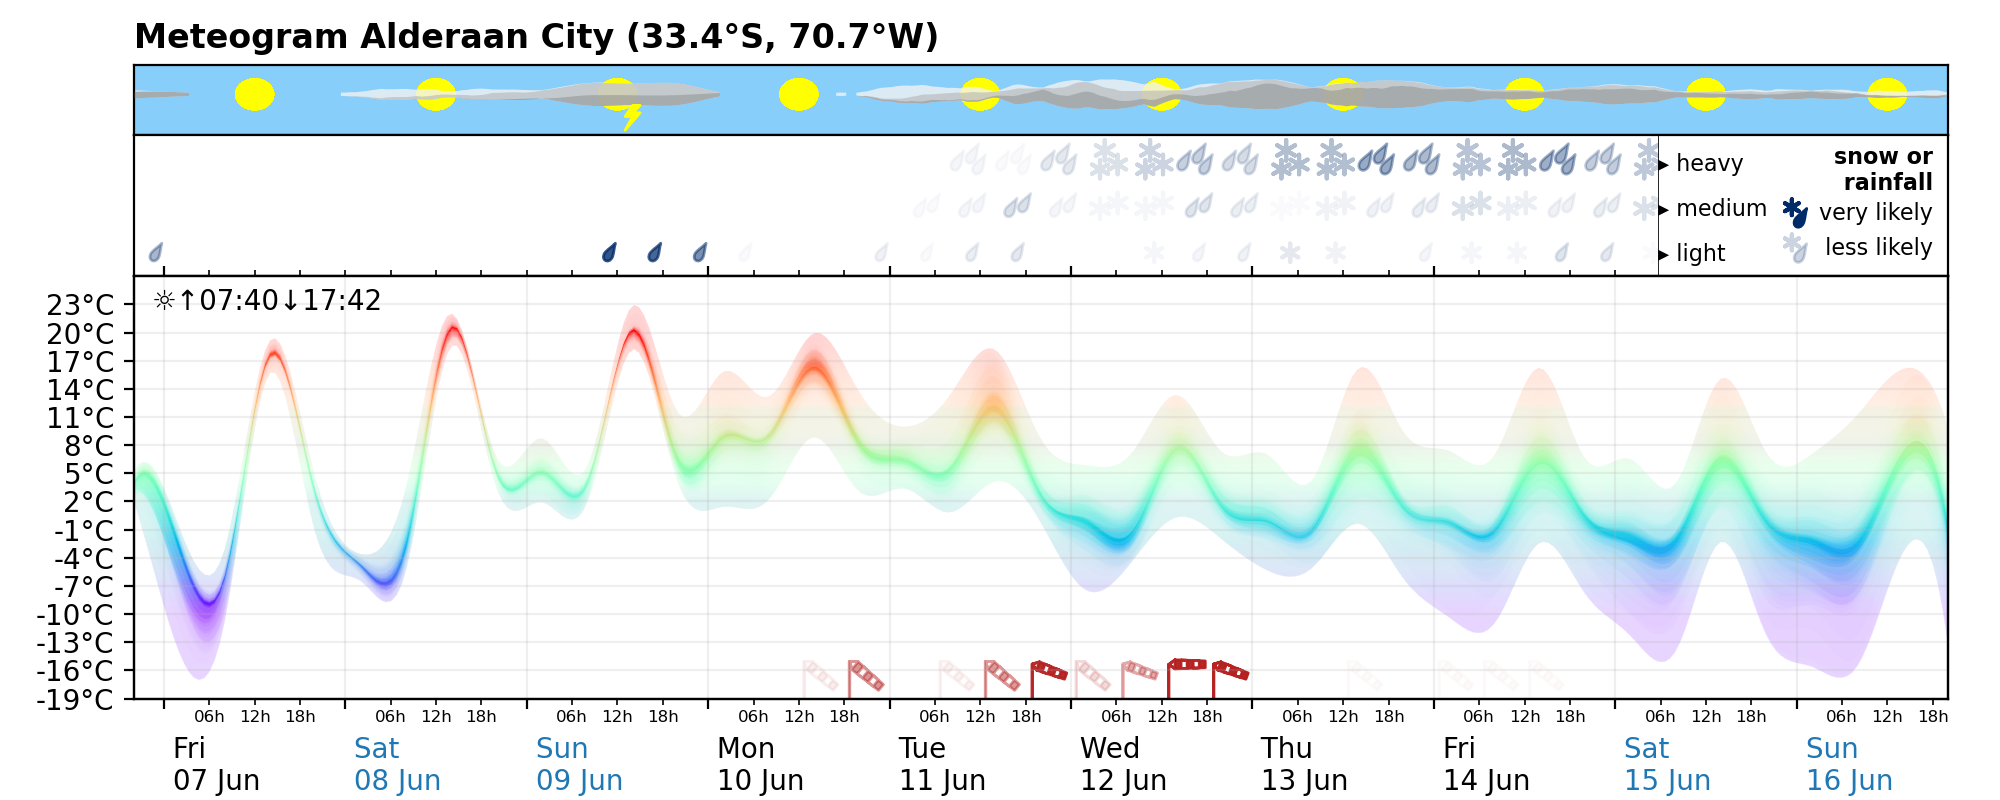 Meteogram Alderaan City (33.4°S, 70.7°W)
▸ heavy
▸ medium
▸ light
snow or
rainfall
very likely
less likely
☼↑07:40↓17:42
23°C
20°C
17°C
14°C
11°C
8°C
5°C
2°C
-1°C
-4°C
-7°C
-10°C
-13°C
-16°C
-19°C
06h 12h 18h 06h 12h 18h 06h 12h 18h 06h 12h 18h 06h 12h 18h 06h 12h 18h 06h 12h 18h 06h 12h 18h 06h 12h 18h 06h 12h 18h
Fri Sat Sun Mon Tue Wed Thu Fri Sat Sun
07 Jun 08 Jun 09 Jun 10 Jun 11 Jun 12 Jun 13 Jun 14 Jun 15 Jun 16 Jun